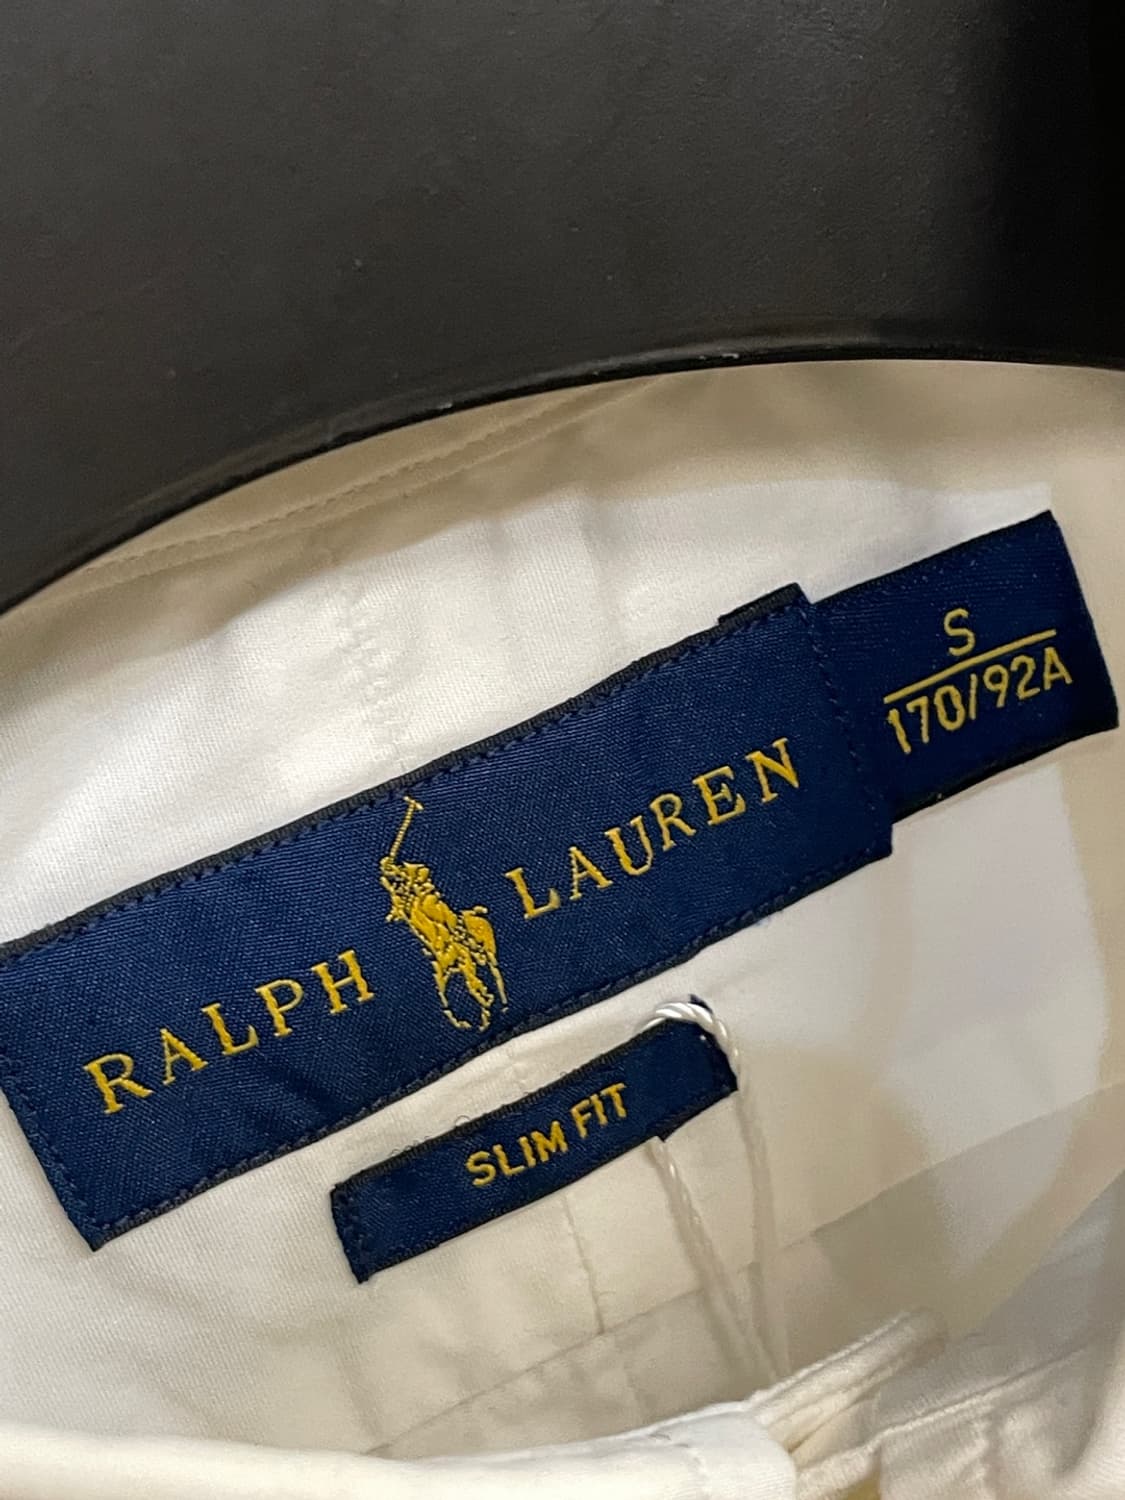 RALPH LAUREN
S
170/92A
SLIM FIT